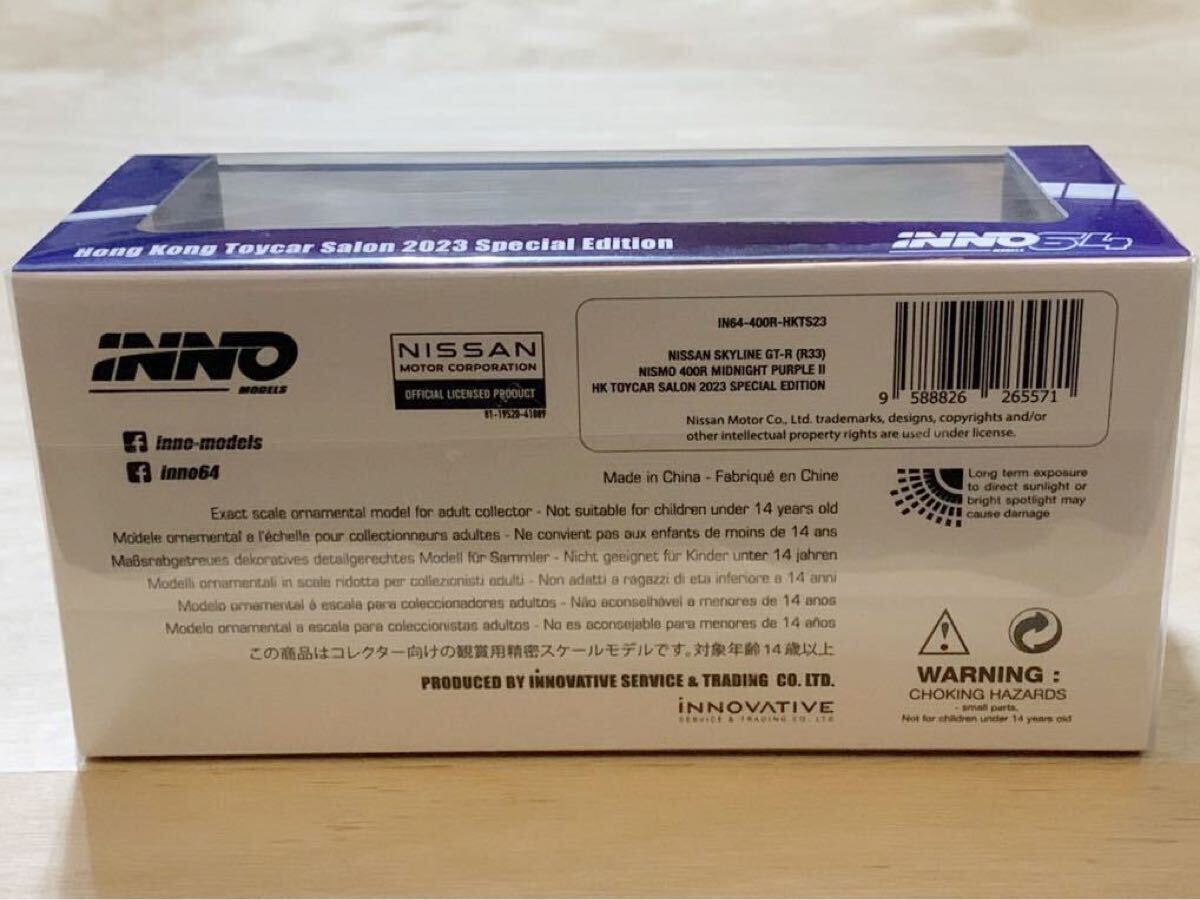 Hong Kong Toycar Salon 2023 Special Edition
INNO64
MODELS
INNO
MODELS
NISSAN
MOTOR CORPORATION
OFFICIAL LICENSED PRODUCT
IN64-400R-HKTS23
NISSAN SKYLINE GT-R (R33)
NISMO 400R MIDNIGHT PURPLE II
HK TOYCAR SALON 2023 SPECIAL EDITION
9 588826 265571
Nissan Motor Co., Ltd. trademarks, designs, copyrights and/or
other intellectual property rights are used under license.
inno-models
inno64
Made in China - Fabriqué en Chine
Long term exposure
to direct sunlight or
bright spotlight may
cause damage
Exact scale ornamental model for adult collector - Not suitable for children under 14 years old
Modele ornemental a l'échelle pour collectionneurs adultes - Ne convient pas aux enfants de moins de 14 ans
Maßsrabgetreues dekoratives detailgerechtes Modell für Sammler - Nicht geeignet für Kinder unter 14 jahren
Modelli ornamentali in scale ridotta per collezionisti adulti - Non adatti a ragazzi di eta inferiore a 14 anni
Modelo ornamental á escala para coleccionadores adultos - Não aconselhável a menores de 14 anos
Modelo ornamental a escala para coleccionistas adultos - No es aconsejable para menores de 14 años
この商品はコレクター向けの観賞用精密スケールモデルです。対象年齢14歳以上
PRODUCED BY INNOVATIVE SERVICE & TRADING CO. LTD.
INNOVATIVE
SERVICE & TRADING CO. LTD
WARNING :
CHOKING HAZARDS
- small parts.
Not for children under 14 years old